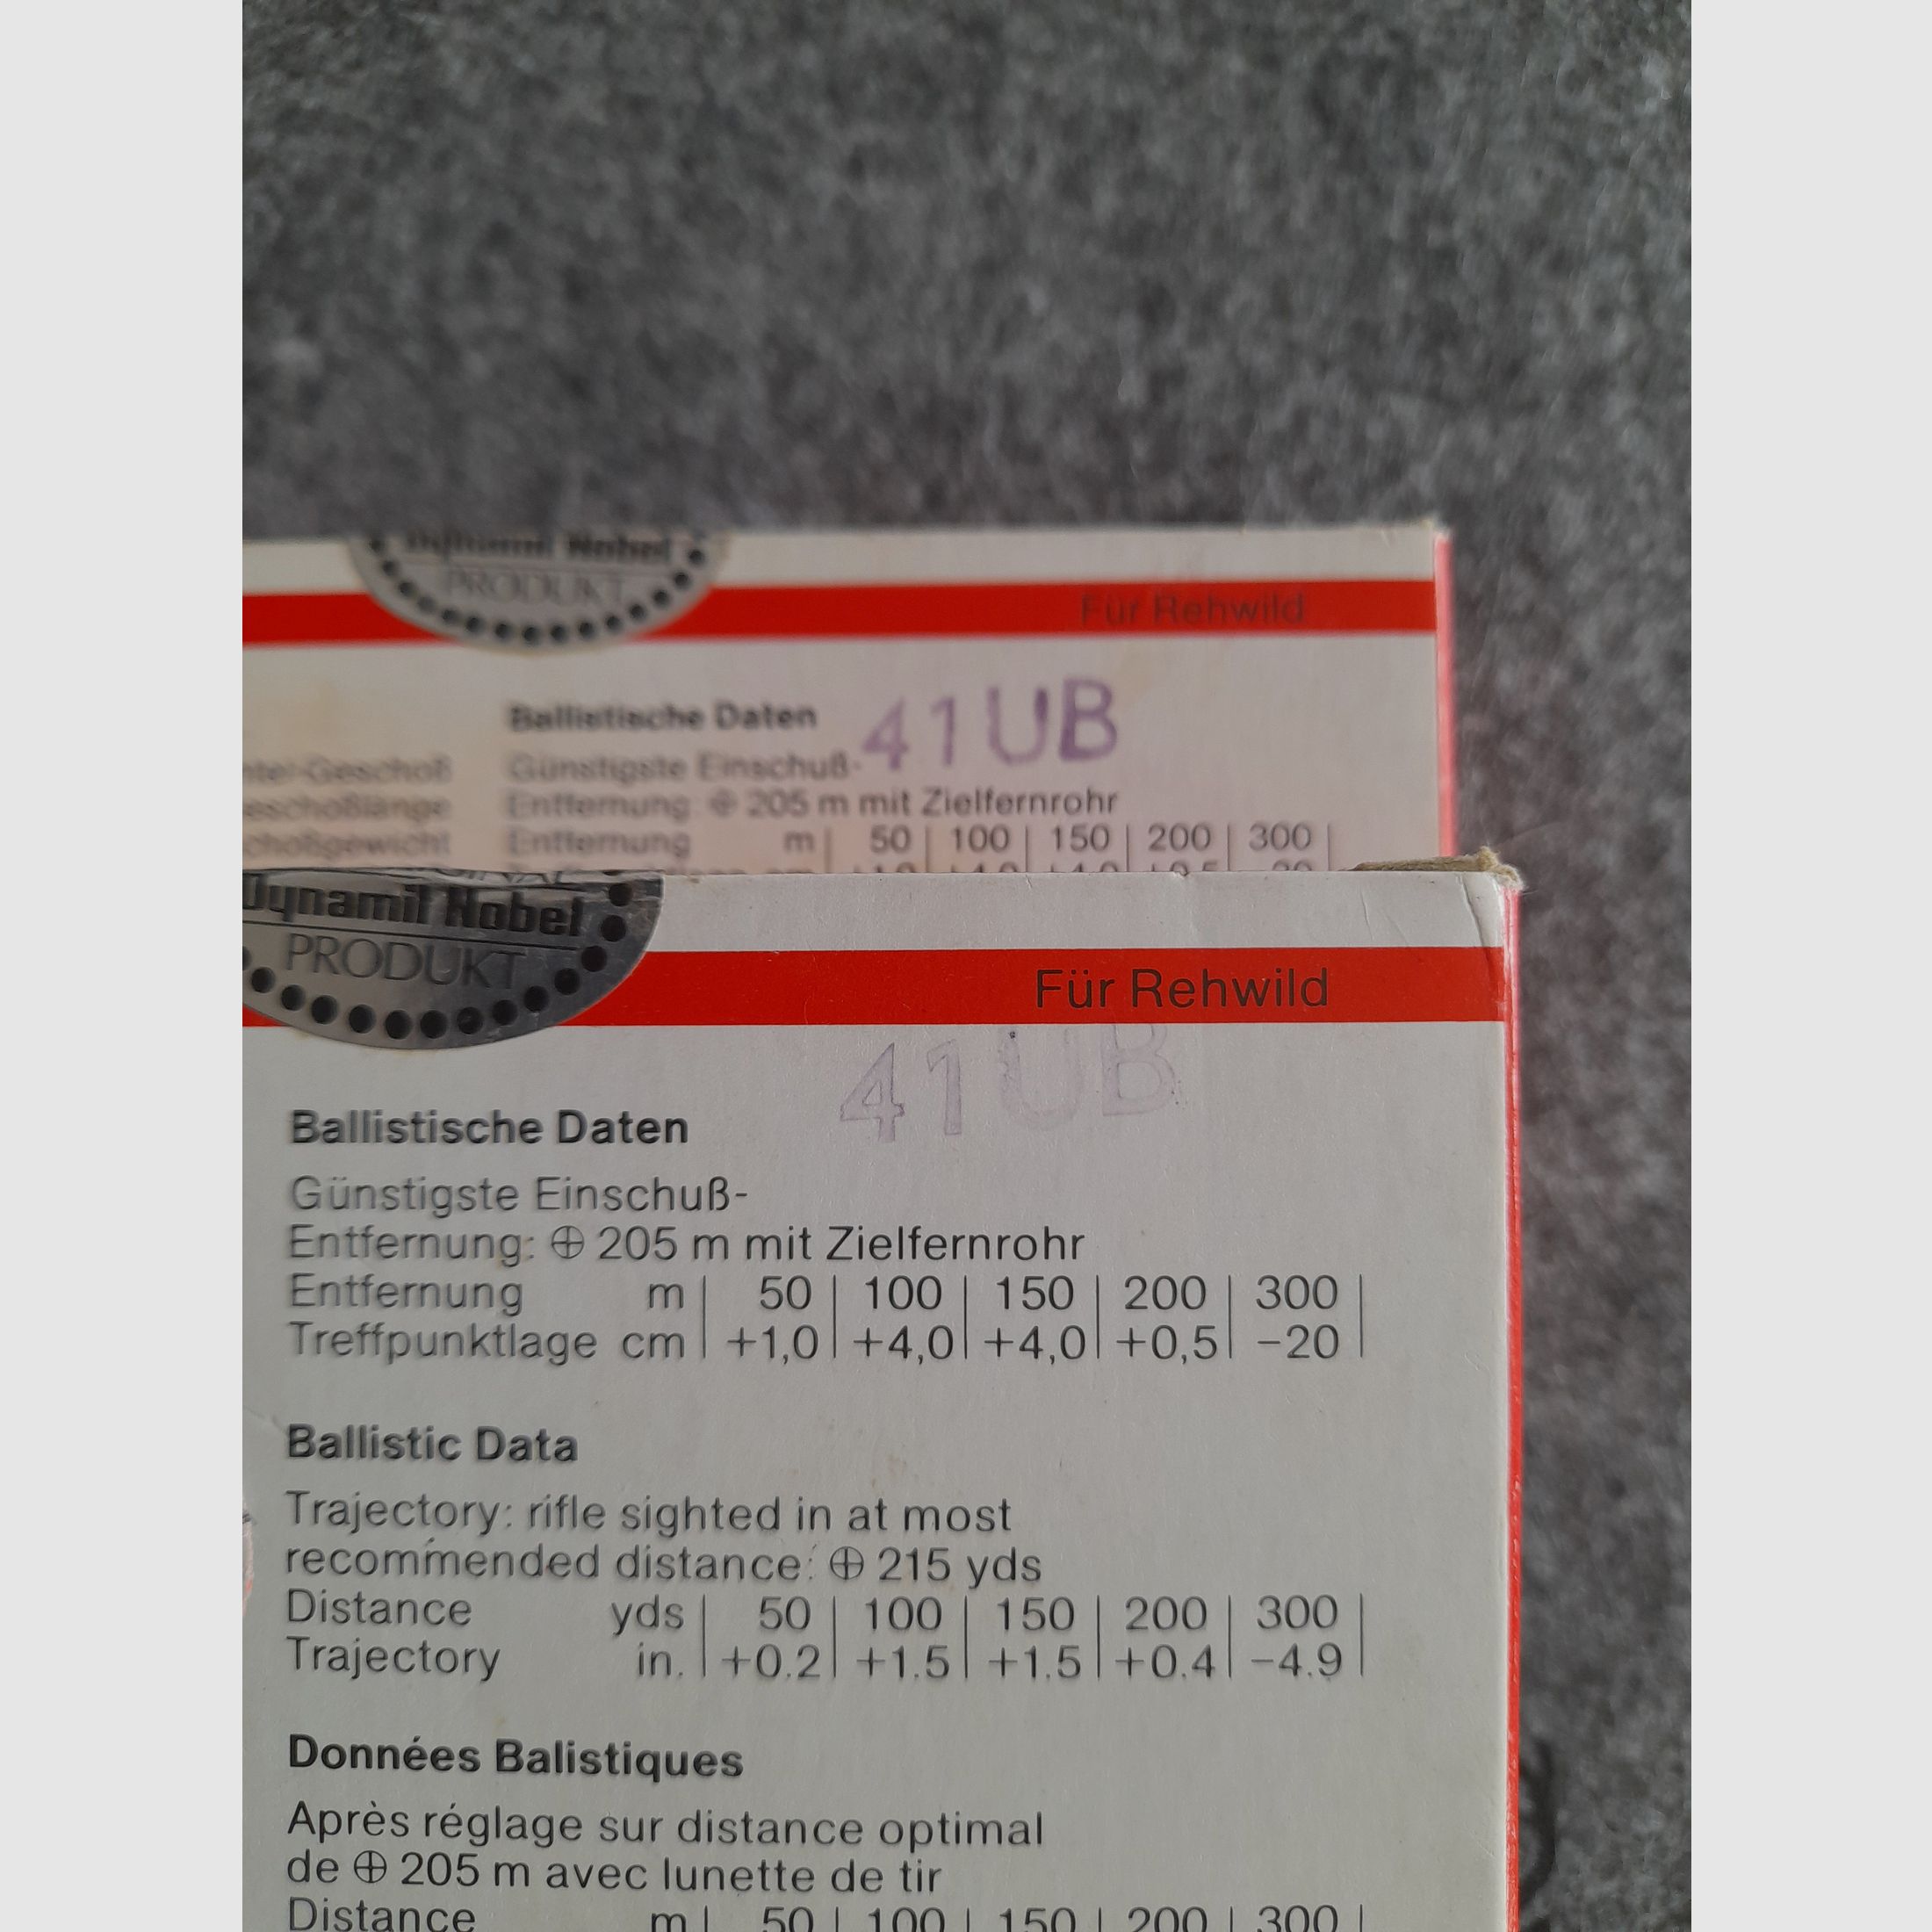 Dynamit Nobel
PRODUKT
Für Rehwild
Ballistische Daten
41UB
tel-Geschoß
Günstigste Einschuß-
eschoßlänge
Entfernung: ⊕ 205 m mit Zielfernrohr
choßgewicht
Entfernung m | 50 | 100 | 150 | 200 | 300 |
Dynamit Nobel
PRODUKT
Für Rehwild
41UB
Ballistische Daten
Günstigste Einschuß-
Entfernung: ⊕ 205 m mit Zielfernrohr
Entfernung m | 50 | 100 | 150 | 200 | 300 |
Treffpunktlage cm | +1,0 | +4,0 | +4,0 | +0,5 | −20 |
Ballistic Data
Trajectory: rifle sighted in at most
recommended distance: ⊕ 215 yds
Distance yds | 50 | 100 | 150 | 200 | 300 |
Trajectory in. | +0.2 | +1.5 | +1.5 | +0.4 | −4.9 |
Données Balistiques
Après réglage sur distance optimal
de ⊕ 205 m avec lunette de tir
Distance m | 50 | 100 | 150 | 200 | 300 |